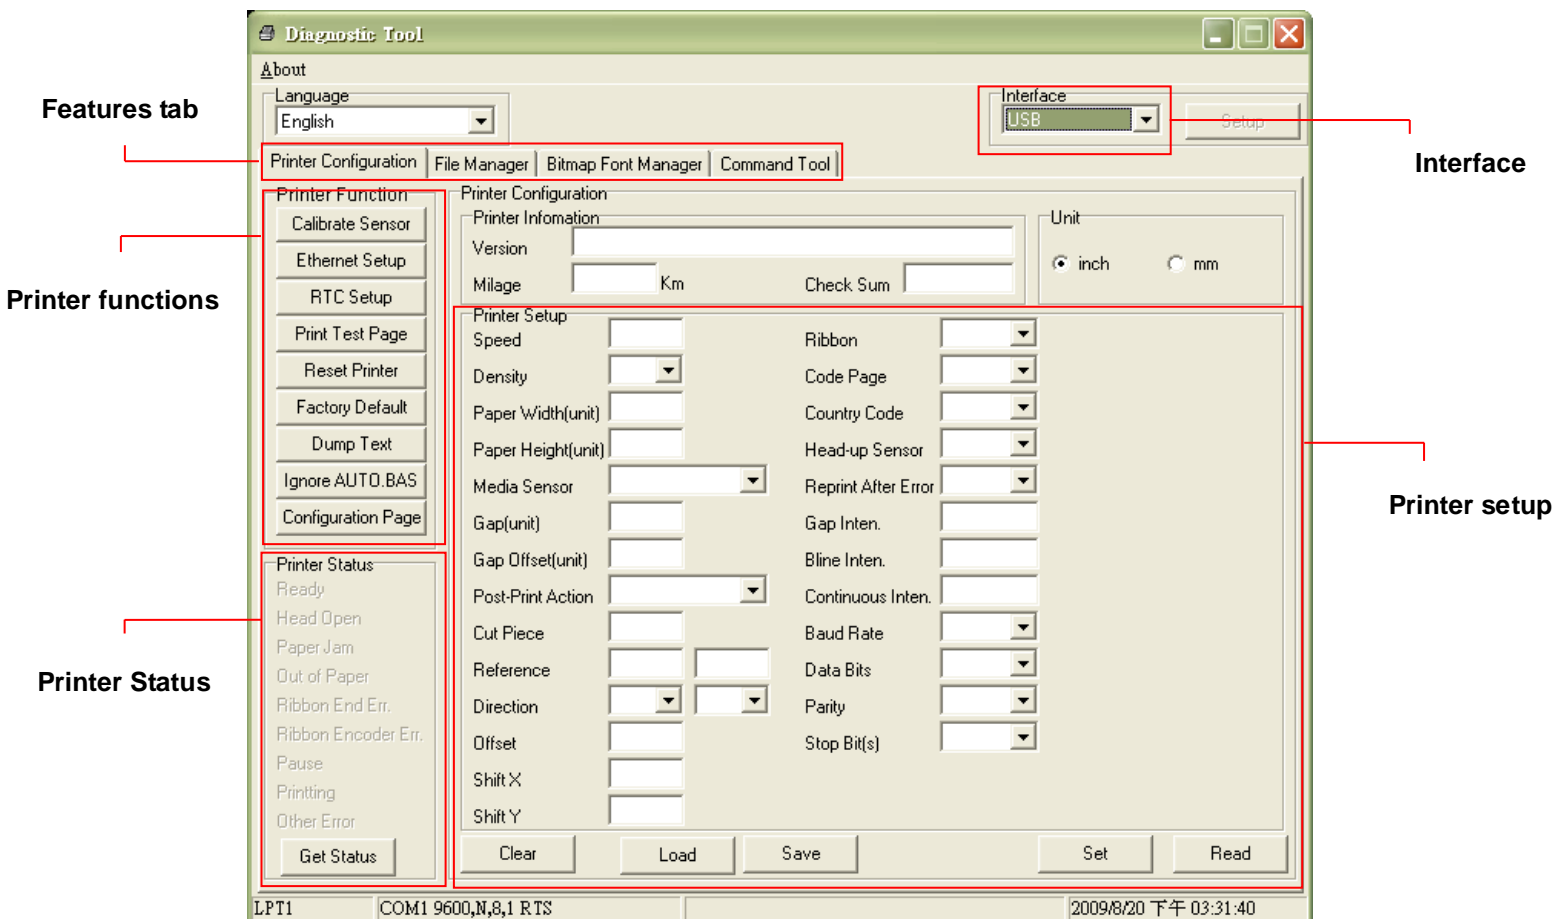 Diagnostic Tool
About
Features tab
Language
English
Interface
USB
Setup
Interface
Printer Configuration
File Manager
Bitmap Font Manager
Command Tool
Printer functions
Printer Function
Calibrate Sensor
Ethernet Setup
RTC Setup
Print Test Page
Reset Printer
Factory Default
Dump Text
Ignore AUTO.BAS
Configuration Page
Printer Configuration
Printer Infomation
Version
Milage
Km
Check Sum
Unit
inch
mm
Printer Setup
Speed
Density
Paper Width(unit)
Paper Height(unit)
Media Sensor
Gap(unit)
Gap Offset(unit)
Post-Print Action
Cut Piece
Reference
Direction
Offset
Shift X
Shift Y
Ribbon
Code Page
Country Code
Head-up Sensor
Reprint After Error
Gap Inten.
Bline Inten.
Continuous Inten.
Baud Rate
Data Bits
Parity
Stop Bit(s)
Printer setup
Printer Status
Printer Status
Ready
Head Open
Paper Jam
Out of Paper
Ribbon End Err.
Ribbon Encoder Err.
Pause
Printting
Other Error
Get Status
Clear
Load
Save
Set
Read
LPT1
COM1 9600,N,8,1 RTS
2009/8/20 下午 03:31:40